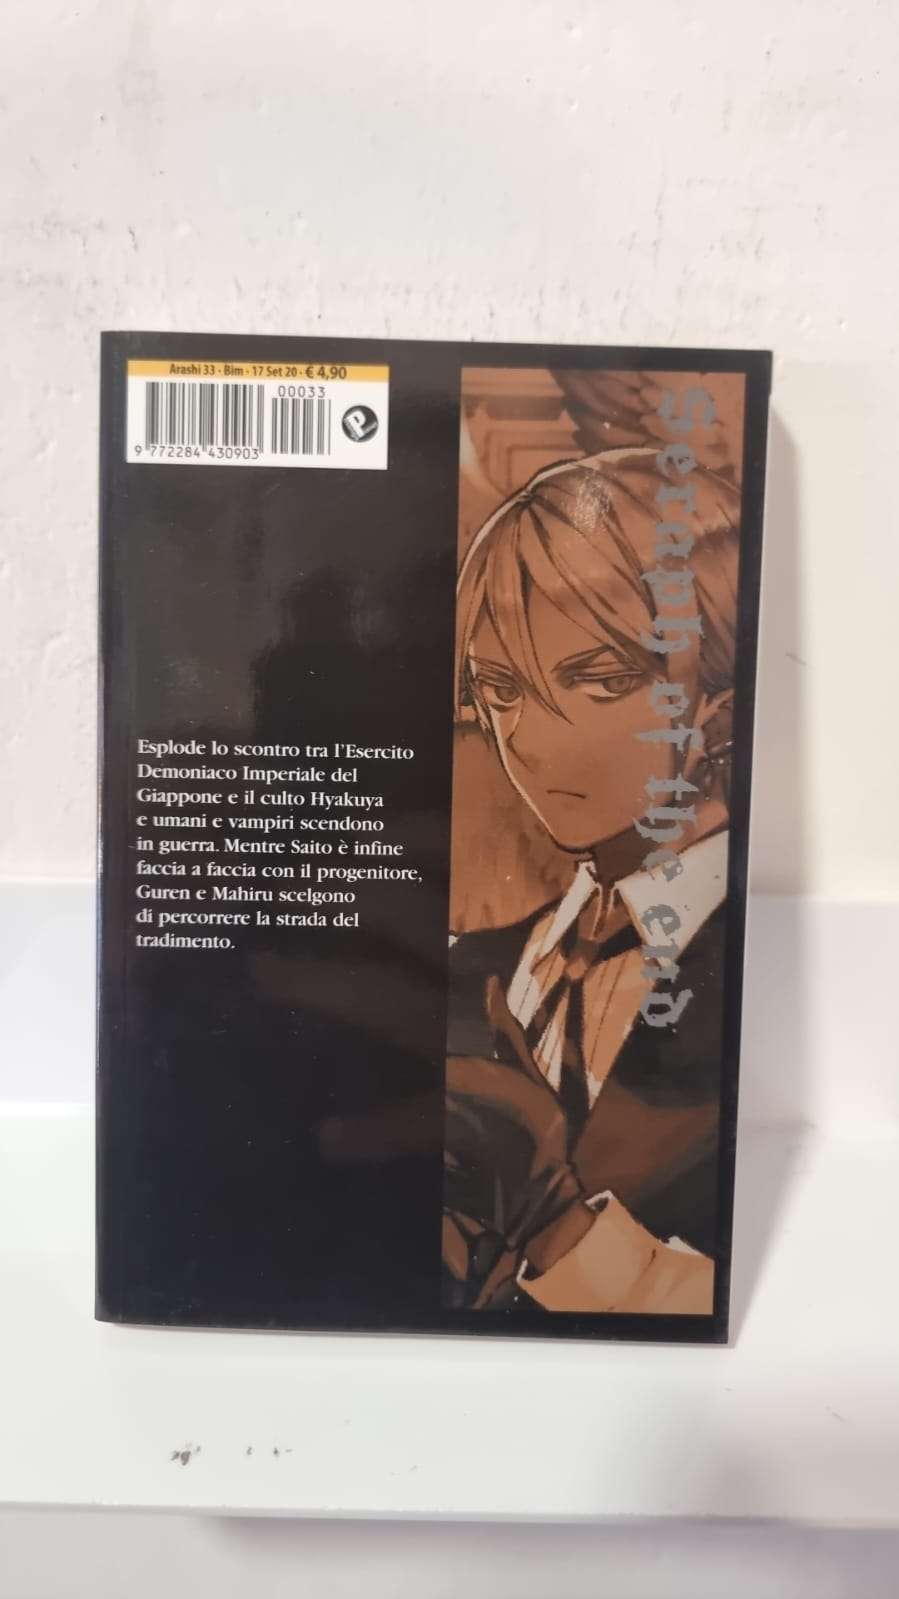 Arashi 33 - Bim - 17 Set 20 - € 4,90
00033
9 772284 430903
P
Seraph of the end
Esplode lo scontro tra l'Esercito
Demoniaco Imperiale del
Giappone e il culto Hyakuya
e umani e vampiri scendono
in guerra. Mentre Saito è infine
faccia a faccia con il progenitore,
Guren e Mahiru scelgono
di percorrere la strada del
tradimento.